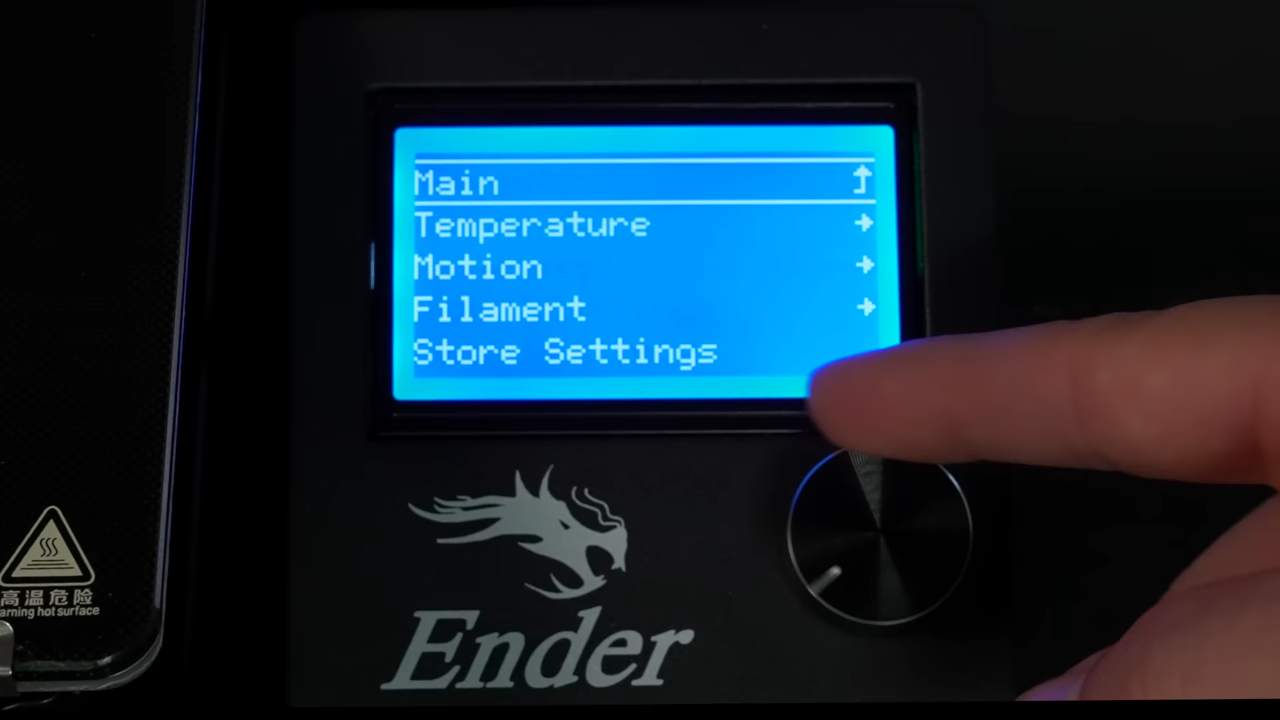 Main
Temperature
Motion
Filament
Store Settings
Ender
高温危险
arning hot surface